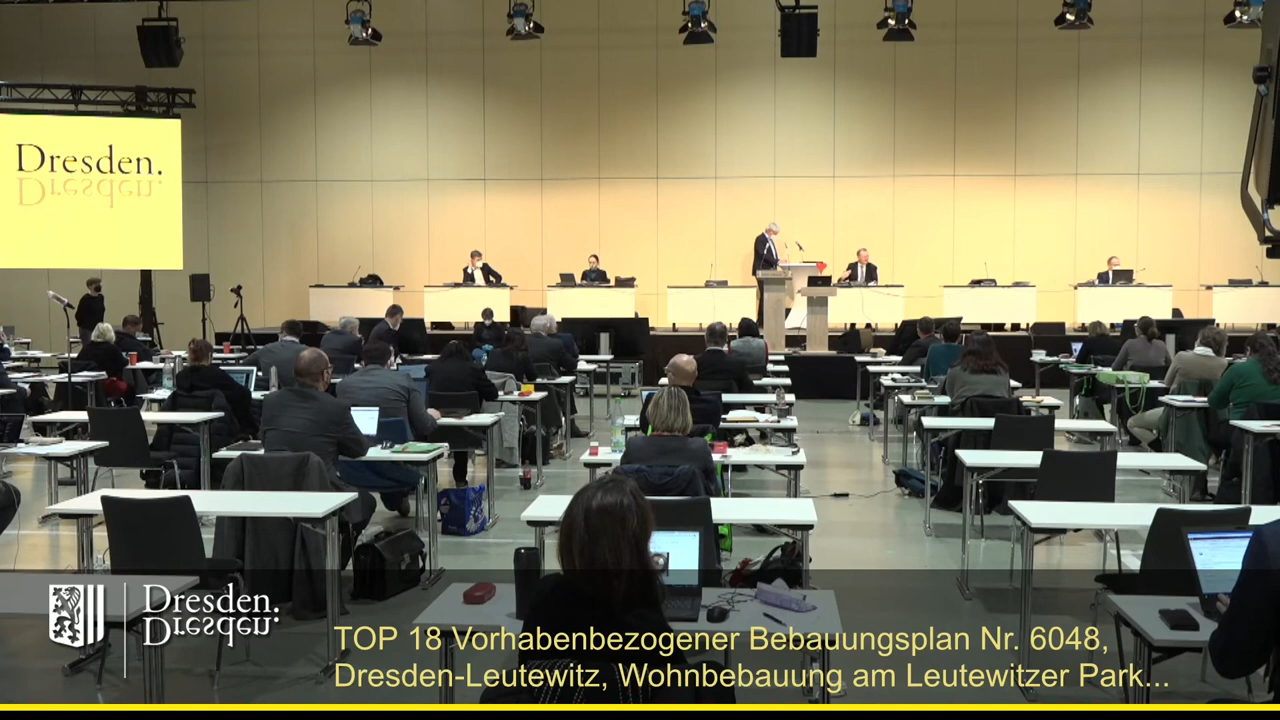 Dresden.
Dresden.
TOP 18 Vorhabenbezogener Bebauungsplan Nr. 6048,
Dresden-Leutewitz, Wohnbebauung am Leutewitzer Park...